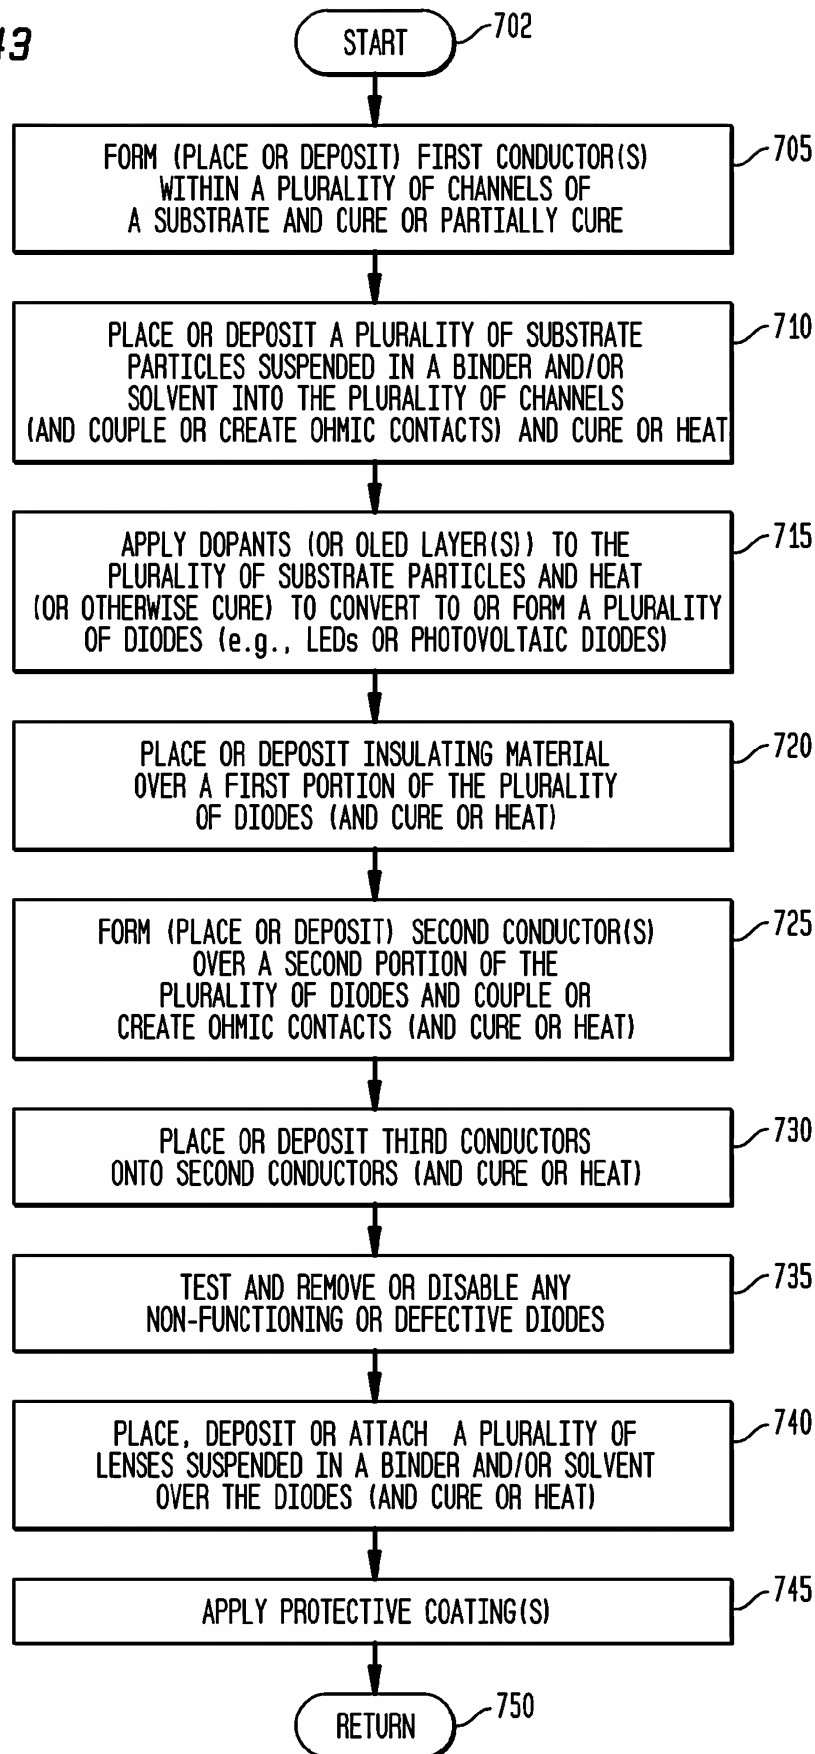 43
START
702
FORM (PLACE OR DEPOSIT) FIRST CONDUCTOR(S)
WITHIN A PLURALITY OF CHANNELS OF
A SUBSTRATE AND CURE OR PARTIALLY CURE
705
PLACE OR DEPOSIT A PLURALITY OF SUBSTRATE
PARTICLES SUSPENDED IN A BINDER AND/OR
SOLVENT INTO THE PLURALITY OF CHANNELS
(AND COUPLE OR CREATE OHMIC CONTACTS) AND CURE OR HEAT
710
APPLY DOPANTS (OR OLED LAYER(S)) TO THE
PLURALITY OF SUBSTRATE PARTICLES AND HEAT
(OR OTHERWISE CURE) TO CONVERT TO OR FORM A PLURALITY
OF DIODES (e.g., LEDs OR PHOTOVOLTAIC DIODES)
715
PLACE OR DEPOSIT INSULATING MATERIAL
OVER A FIRST PORTION OF THE PLURALITY
OF DIODES (AND CURE OR HEAT)
720
FORM (PLACE OR DEPOSIT) SECOND CONDUCTOR(S)
OVER A SECOND PORTION OF THE
PLURALITY OF DIODES AND COUPLE OR
CREATE OHMIC CONTACTS (AND CURE OR HEAT)
725
PLACE OR DEPOSIT THIRD CONDUCTORS
ONTO SECOND CONDUCTORS (AND CURE OR HEAT)
730
TEST AND REMOVE OR DISABLE ANY
NON-FUNCTIONING OR DEFECTIVE DIODES
735
PLACE, DEPOSIT OR ATTACH A PLURALITY OF
LENSES SUSPENDED IN A BINDER AND/OR SOLVENT
OVER THE DIODES (AND CURE OR HEAT)
740
APPLY PROTECTIVE COATING(S)
745
RETURN
750